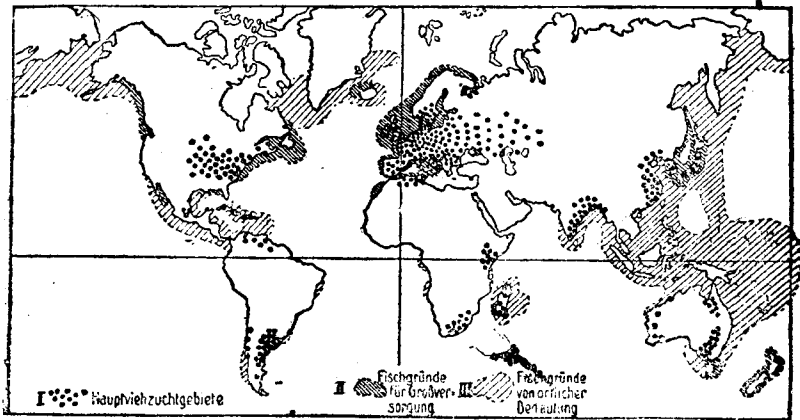 I Hauptviehzuchtgebiete
II Fischgründe
für Großver-
sorgung
III Fischgründe
von örtlicher
Bedeutung